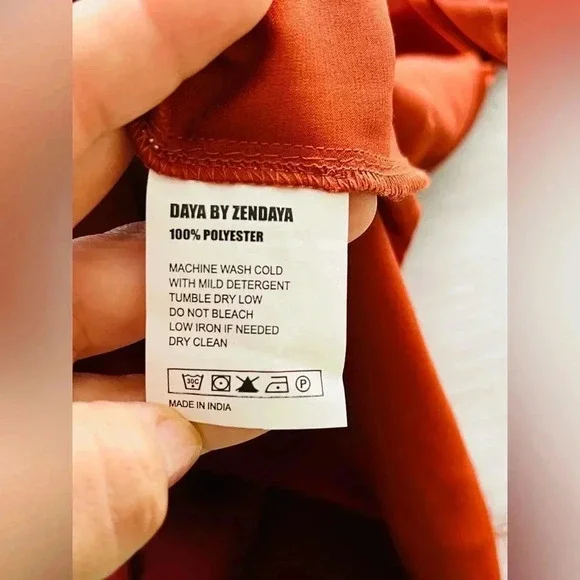 DAYA BY ZENDAYA
100% POLYESTER
MACHINE WASH COLD
WITH MILD DETERGENT
TUMBLE DRY LOW
DO NOT BLEACH
LOW IRON IF NEEDED
DRY CLEAN
30C P
MADE IN INDIA